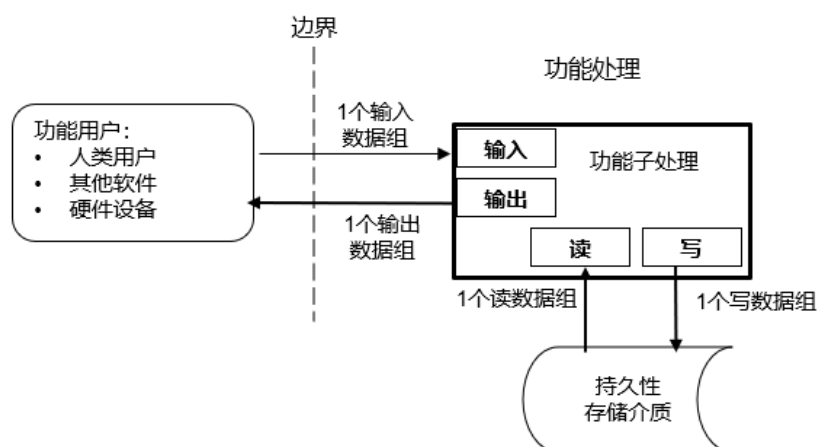 边界
功能处理
功能用户:
• 人类用户
• 其他软件
• 硬件设备
1个输入
数据组
输入
功能子处理
输出
1个输出
数据组
读
写
1个读数据组
1个写数据组
持久性
存储介质